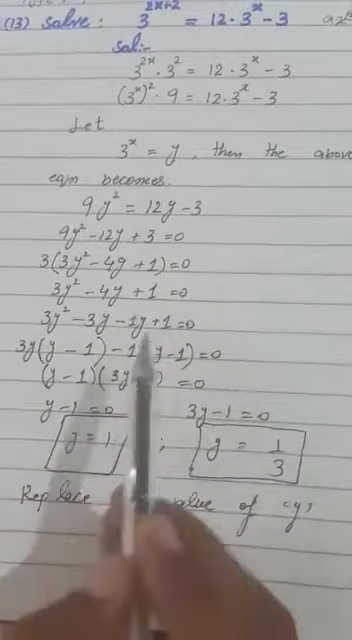 (13) Solve: 3^{2x+2} = 12·3^x - 3
Sol:-
3^{2x}·3^2 = 12·3^x - 3
(3^x)^2·9 = 12·3^x - 3
Let
3^x = y, then the above
eqn becomes.
9y^2 = 12y - 3
9y^2 - 12y + 3 = 0
3(3y^2 - 4y + 1) = 0
3y^2 - 4y + 1 = 0
3y^2 - 3y - 1y + 1 = 0
3y(y - 1) - 1 y - 1) = 0
(y - 1)(3y ) = 0
y - 1 = 0 3y - 1 = 0
y = 1 ; y = 1/3
Replace of 'y'